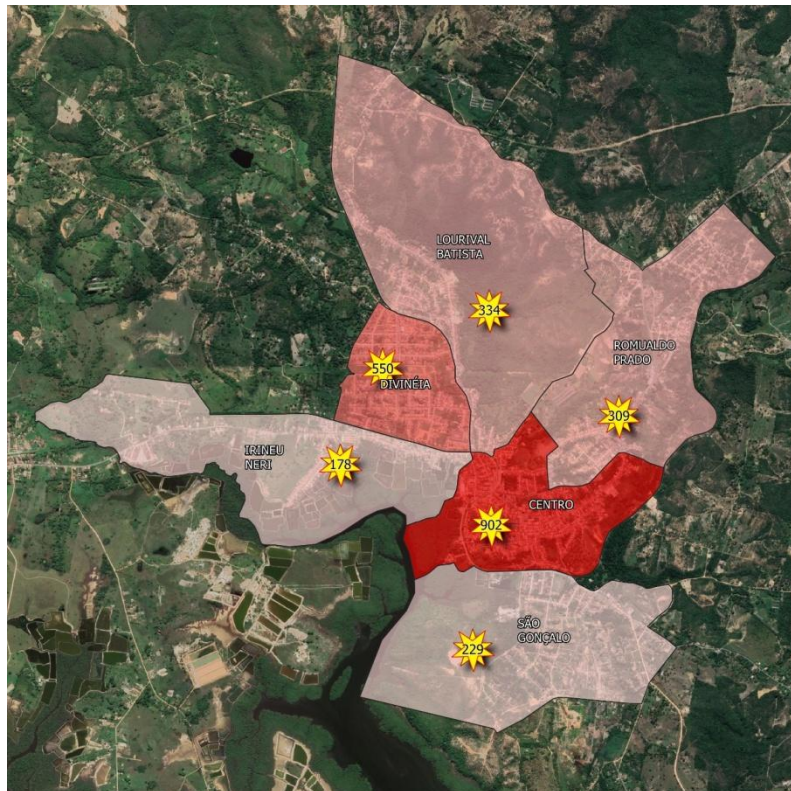 LOURIVAL
BATISTA
334
ROMUALDO
PRADO
550
DIVINÉIA
309
IRINEU
NERI
178
CENTRO
902
SÃO
GONÇALO
229